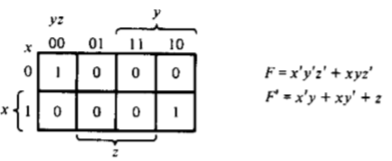 yz y
x 00 01 11 10
0 1 0 0 0
x { 1 0 0 0 1
z
F = x'y'z' + xyz'
F' = x'y + xy' + z